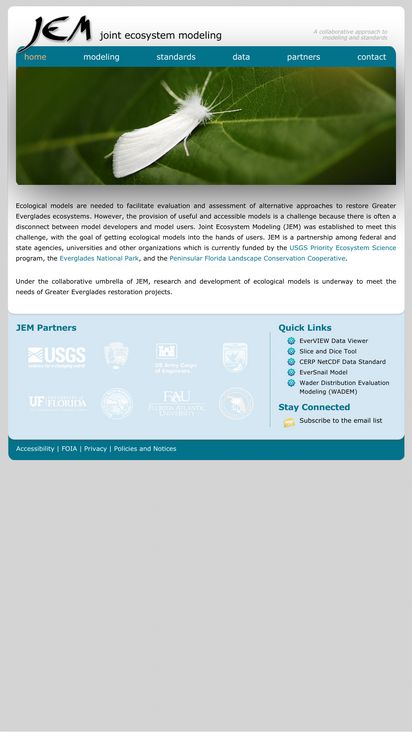 JEM joint ecosystem modeling
A collaborative approach to
modeling and standards
home modeling standards data partners contact
Ecological models are needed to facilitate evaluation and assessment of alternative approaches to restore Greater
Everglades ecosystems. However, the provision of useful and accessible models is a challenge because there is often a
disconnect between model developers and model users. Joint Ecosystem Modeling (JEM) was established to meet this
challenge, with the goal of getting ecological models into the hands of users. JEM is a partnership among federal and
state agencies, universities and other organizations which is currently funded by the USGS Priority Ecosystem Science
program, the Everglades National Park, and the Peninsular Florida Landscape Conservation Cooperative.
Under the collaborative umbrella of JEM, research and development of ecological models is underway to meet the
needs of Greater Everglades restoration projects.
JEM Partners
USGS
science for a changing world
US Army Corps
of Engineers
UF UNIVERSITY of
FLORIDA
FAU
FLORIDA ATLANTIC
UNIVERSITY
Quick Links
EverVIEW Data Viewer
Slice and Dice Tool
CERP NetCDF Data Standard
EverSnail Model
Wader Distribution Evaluation
Modeling (WADEM)
Stay Connected
Subscribe to the email list
Accessibility | FOIA | Privacy | Policies and Notices